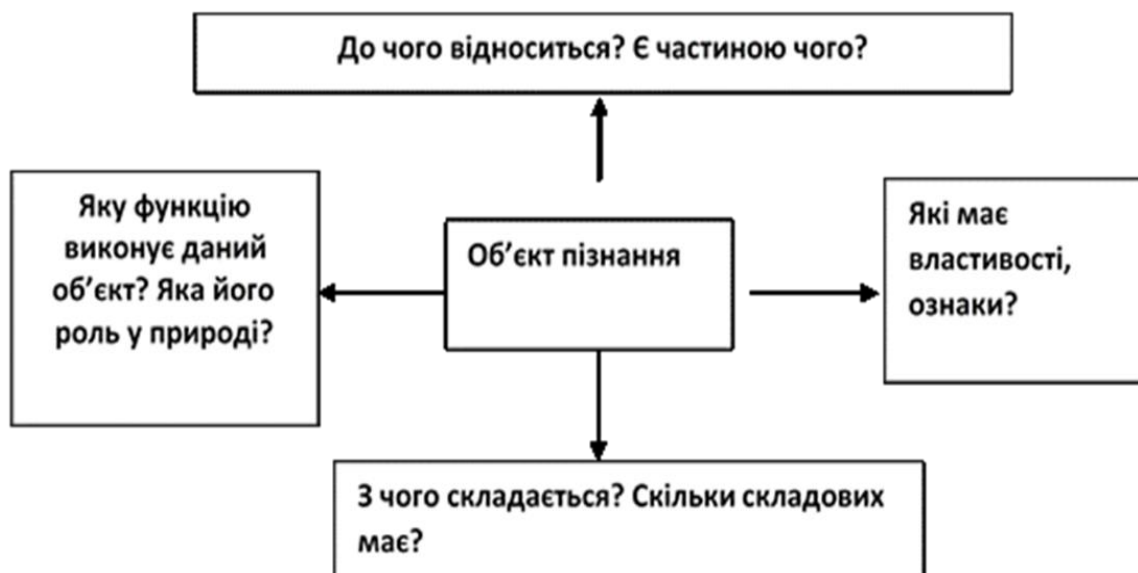 До чого відноситься? Є частиною чого?
Яку функцію
виконує даний
об’єкт? Яка його
роль у природі?
Об’єкт пізнання
Які має
властивості,
ознаки?
З чого складається? Скільки складових
має?